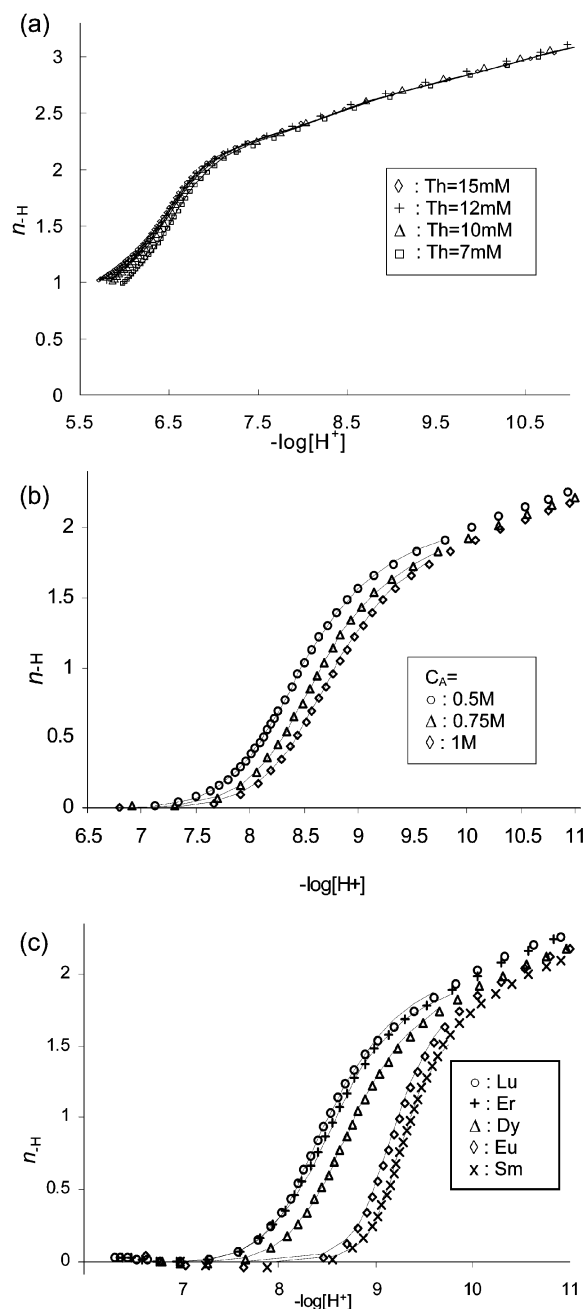 (a)
3
2.5
2
1.5
1
0.5
0
n-H
◇ : Th=15mM
+ : Th=12mM
△ : Th=10mM
□ : Th=7mM
5.5 6.5 7.5 8.5 9.5 10.5
-log[H+]
(b)
2
1.5
1
0.5
0
n-H
CA=
○ : 0.5M
△ : 0.75M
◇ : 1M
6.5 7 7.5 8 8.5 9 9.5 10 10.5 11
-log[H+]
(c)
2
1.5
1
0.5
0
n-H
○ : Lu
+ : Er
△ : Dy
◇ : Eu
× : Sm
7 8 9 10 11
-log[H+]